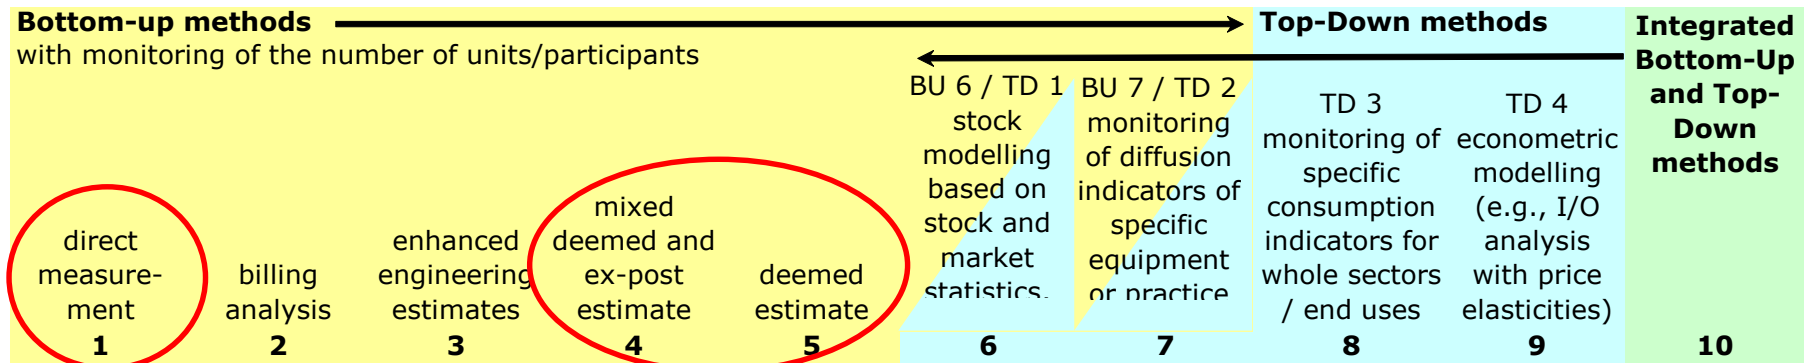 Bottom-up methods
with monitoring of the number of units/participants
Top-Down methods
Integrated
Bottom-Up
and Top-
Down
methods
direct
measure-
ment
1
billing
analysis
2
enhanced
engineering
estimates
3
mixed
deemed and
ex-post
estimate
4
deemed
estimate
5
BU 6 / TD 1
stock
modelling
based on
stock and
market
statistics,
6
BU 7 / TD 2
monitoring
of diffusion
indicators of
specific
equipment
or practice
7
TD 3
monitoring of
specific
consumption
indicators for
whole sectors
/ end uses
8
TD 4
econometric
modelling
(e.g., I/O
analysis
with price
elasticities)
9
10